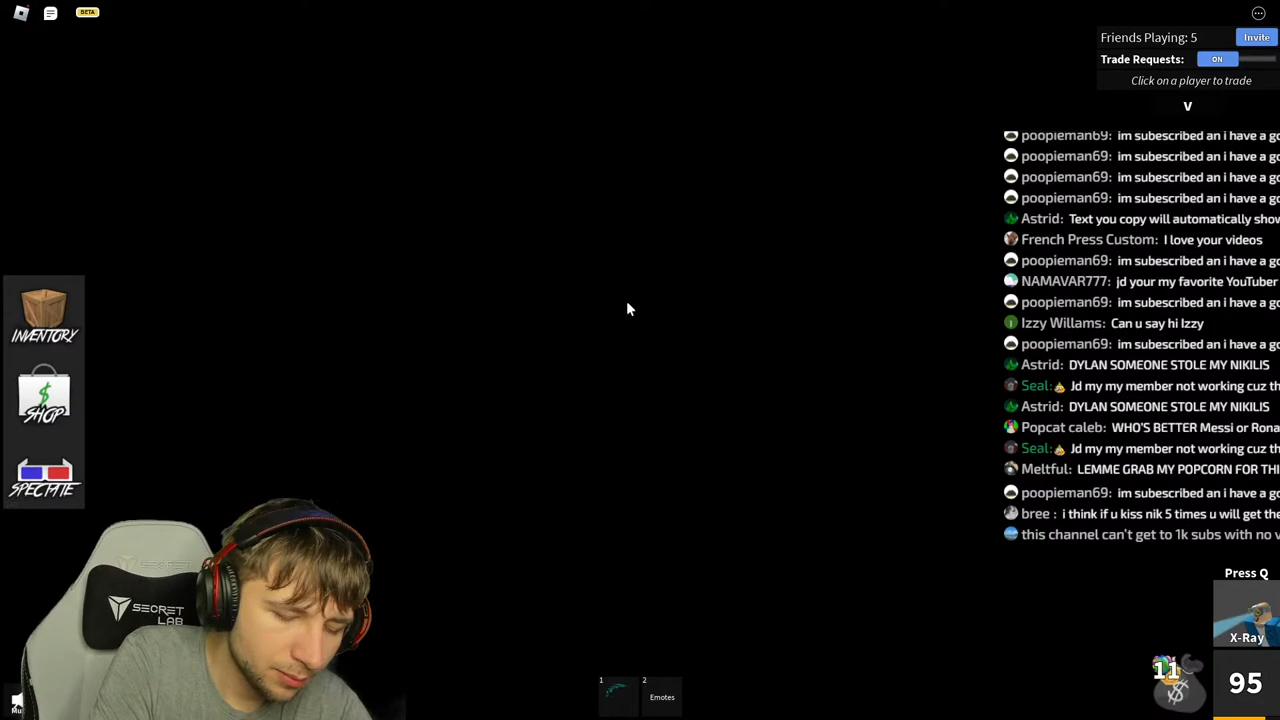 BETA
Friends Playing: 5
Invite
Trade Requests:
ON
Click on a player to trade
V
poopieman69: im subescribed an i have a go
poopieman69: im subescribed an i have a go
poopieman69: im subescribed an i have a go
poopieman69: im subescribed an i have a go
Astrid: Text you copy will automatically show
French Press Custom: I love your videos
poopieman69: im subescribed an i have a go
NAMAVAR777: jd your my favorite YouTuber
poopieman69: im subescribed an i have a go
Izzy Willams: Can u say hi Izzy
poopieman69: im subescribed an i have a go
Astrid: DYLAN SOMEONE STOLE MY NIKILIS
Seal: Jd my my member not working cuz th
Astrid: DYLAN SOMEONE STOLE MY NIKILIS
Popcat caleb: WHO'S BETTER Messi or Rona
Seal: Jd my my member not working cuz th
Meltful: LEMME GRAB MY POPCORN FOR THI
poopieman69: im subescribed an i have a go
bree : i think if u kiss nik 5 times u will get the
this channel can't get to 1k subs with no v
INVENTORY
$
SHOP
SPECTATE
SECRET
LAB
1
2
Emotes
Press Q
X-Ray
11
$
95